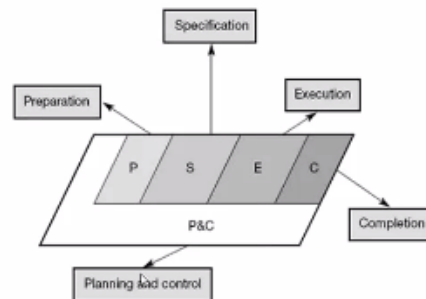 Specification
Preparation
Execution
P S E C
P&C
Completion
Planning and control